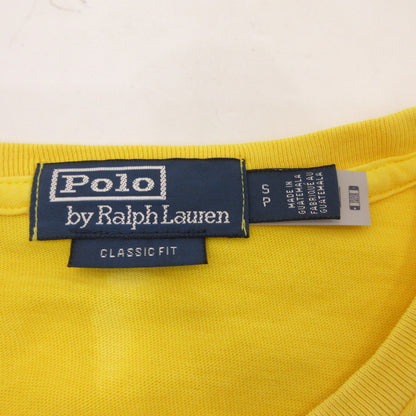 Polo
by Ralph Lauren
CLASSIC FIT
S
P
MADE IN
GUATEMALA
FABRIQUE AU
GUATEMALA